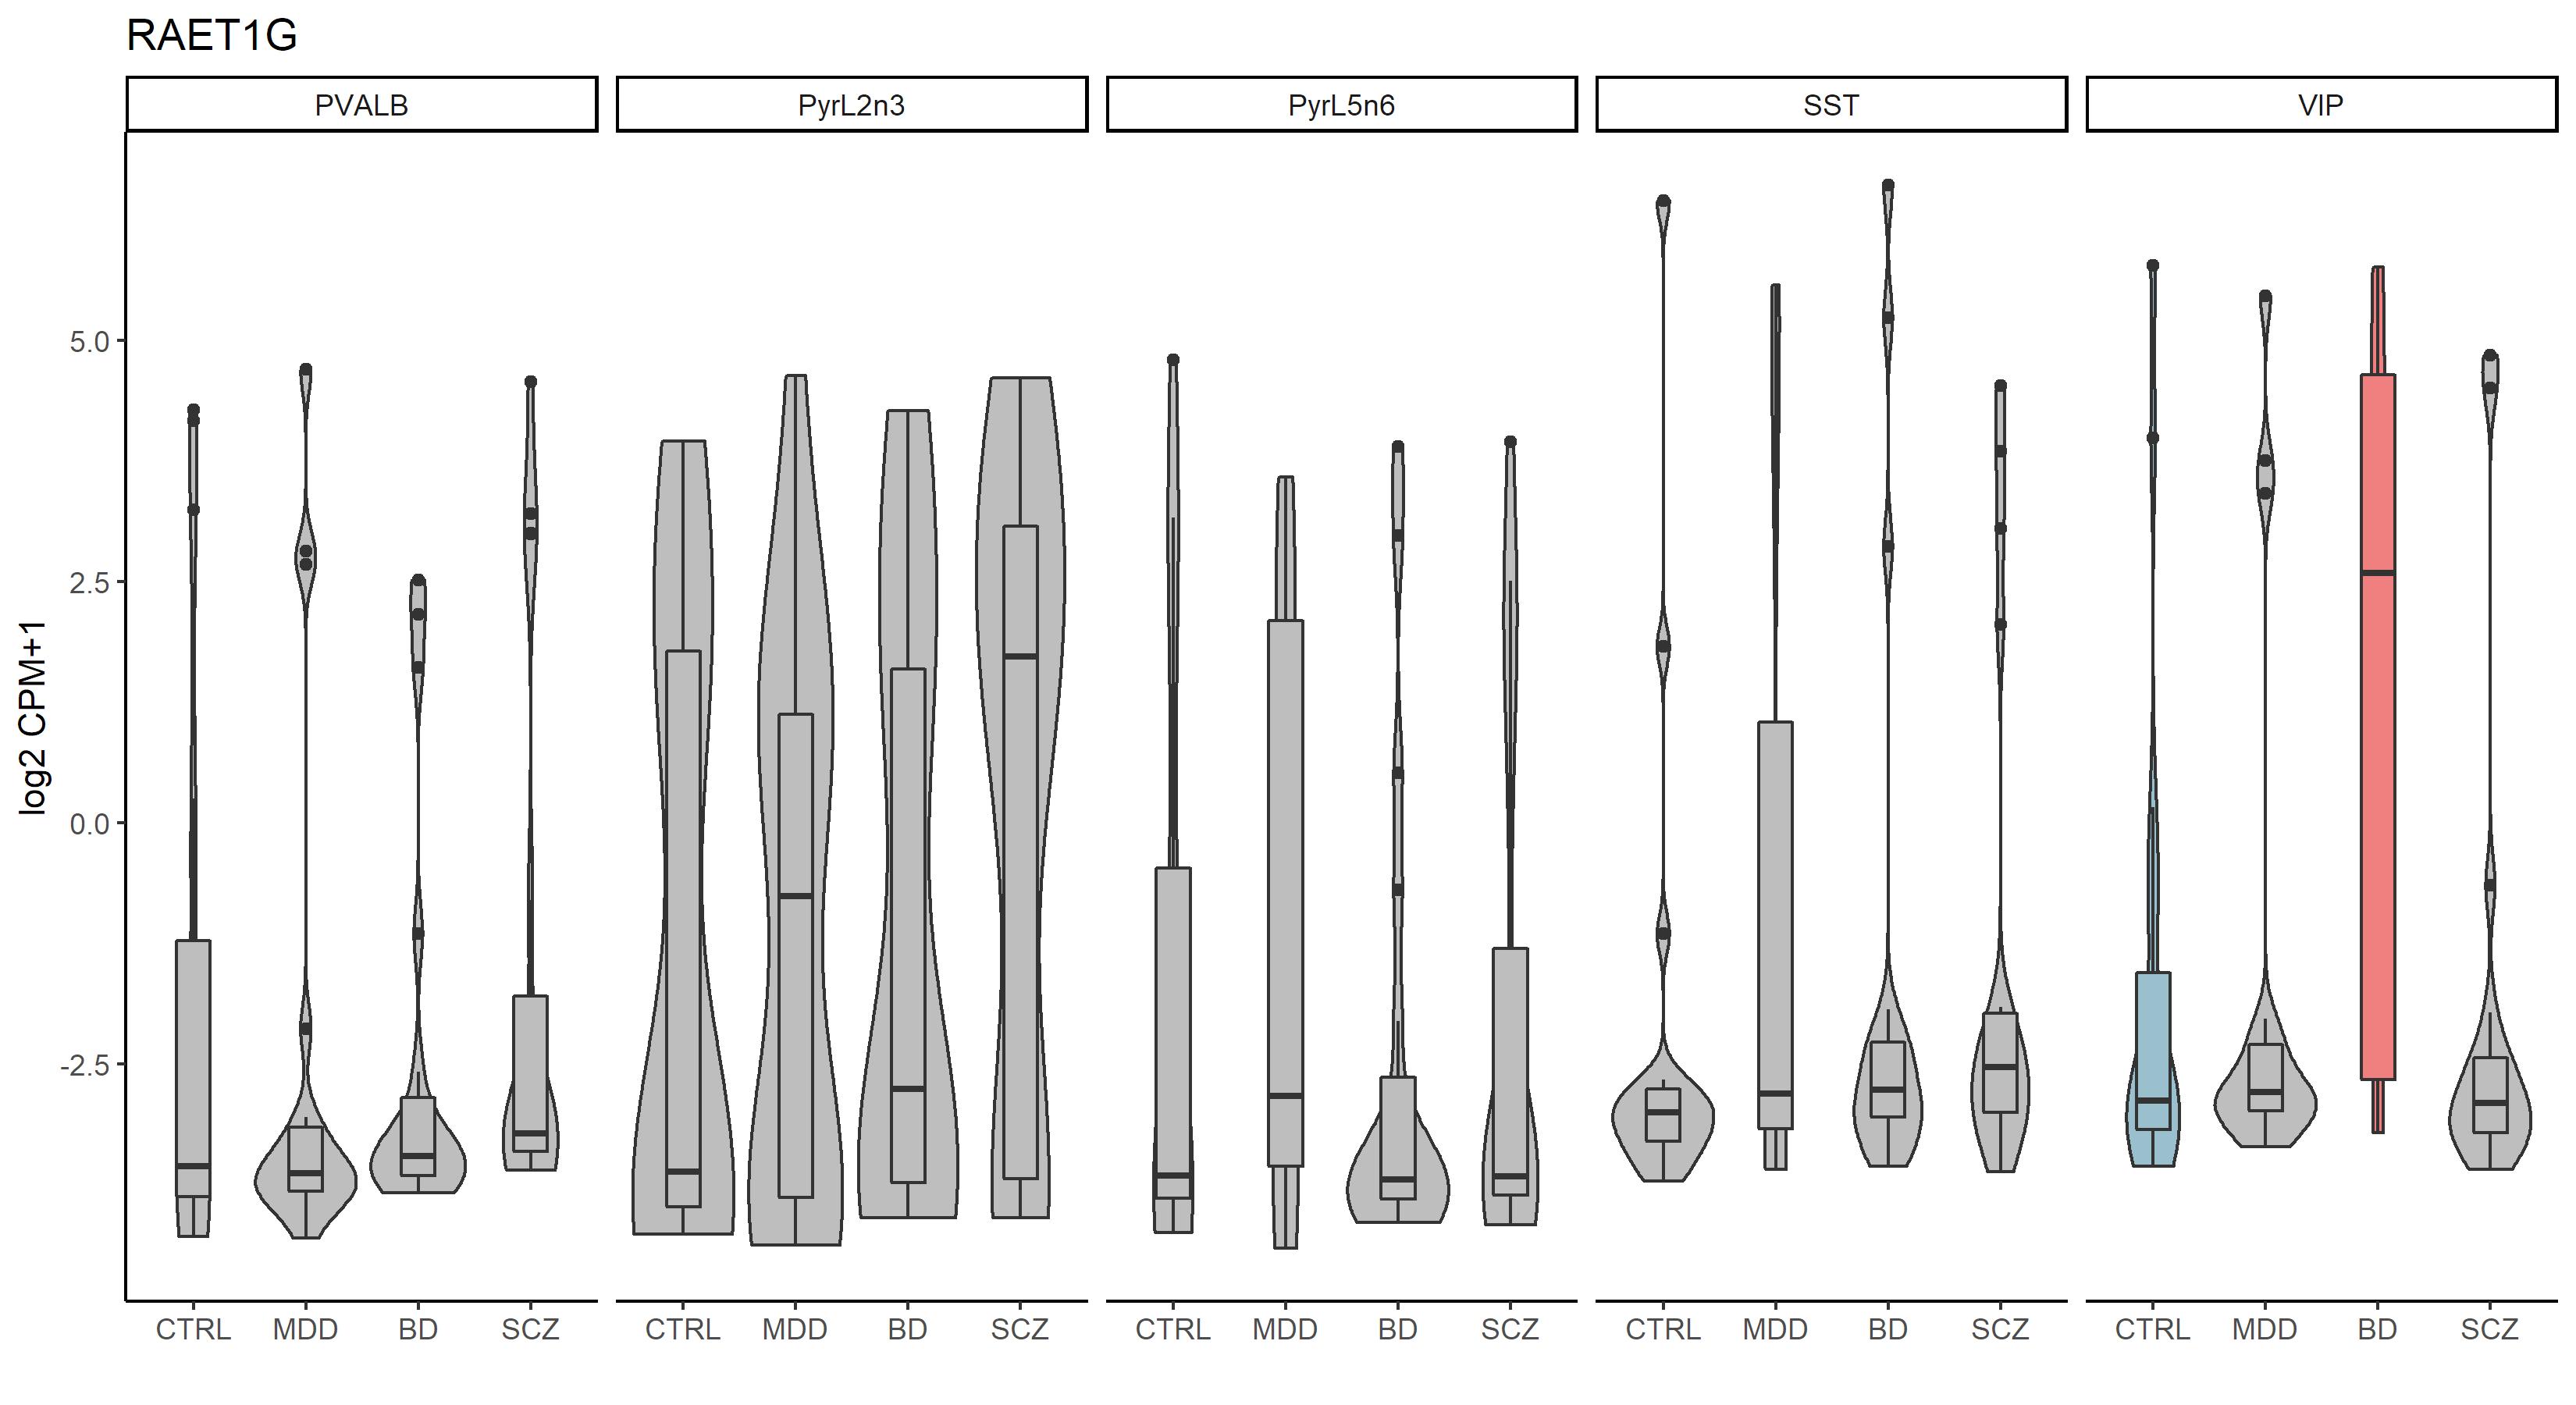 RAET1G
PVALB PyrL2n3 PyrL5n6 SST VIP
log2 CPM+1
5.0
2.5
0.0
-2.5
CTRL MDD BD SCZ CTRL MDD BD SCZ CTRL MDD BD SCZ CTRL MDD BD SCZ CTRL MDD BD SCZ